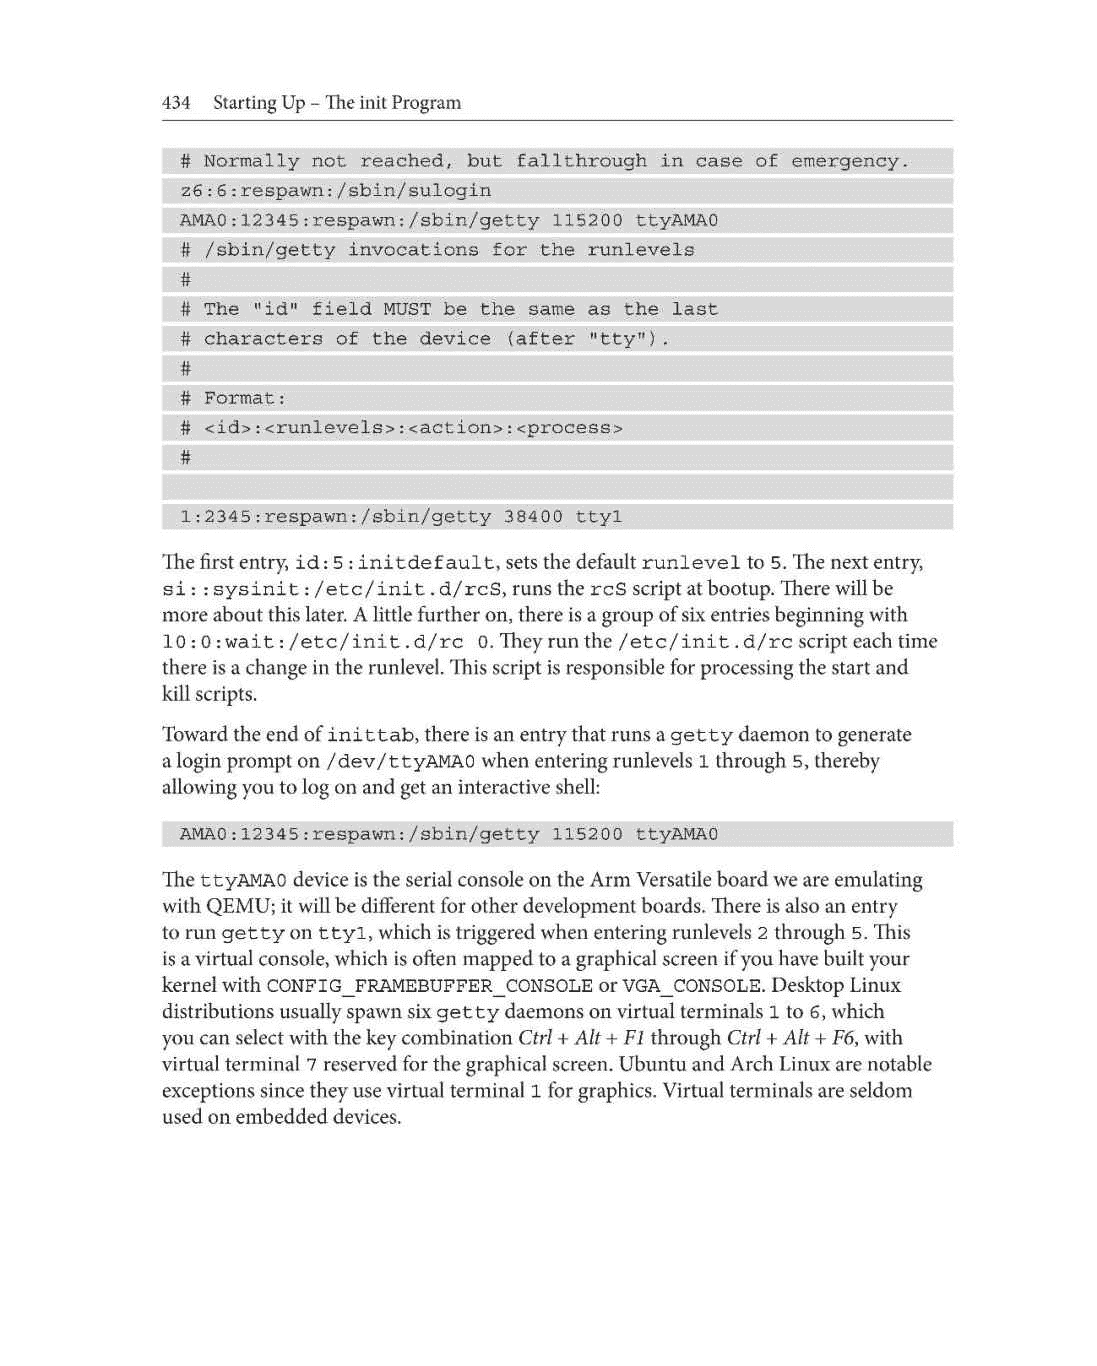 434 Starting Up – The init Program
# Normally not reached, but fallthrough in case of emergency.
z6:6:respawn:/sbin/sulogin
AMA0:12345:respawn:/sbin/getty 115200 ttyAMA0
# /sbin/getty invocations for the runlevels
#
# The "id" field MUST be the same as the last
# characters of the device (after "tty").
#
# Format:
# <id>:<runlevels>:<action>:<process>
#
1:2345:respawn:/sbin/getty 38400 tty1
The first entry, id:5:initdefault, sets the default runlevel to 5. The next entry,
si::sysinit:/etc/init.d/rcS, runs the rcS script at bootup. There will be
more about this later. A little further on, there is a group of six entries beginning with
l0:0:wait:/etc/init.d/rc 0. They run the /etc/init.d/rc script each time
there is a change in the runlevel. This script is responsible for processing the start and
kill scripts.
Toward the end of inittab, there is an entry that runs a getty daemon to generate
a login prompt on /dev/ttyAMA0 when entering runlevels 1 through 5, thereby
allowing you to log on and get an interactive shell:
AMA0:12345:respawn:/sbin/getty 115200 ttyAMA0
The ttyAMA0 device is the serial console on the Arm Versatile board we are emulating
with QEMU; it will be different for other development boards. There is also an entry
to run getty on tty1, which is triggered when entering runlevels 2 through 5. This
is a virtual console, which is often mapped to a graphical screen if you have built your
kernel with CONFIG_FRAMEBUFFER_CONSOLE or VGA_CONSOLE. Desktop Linux
distributions usually spawn six getty daemons on virtual terminals 1 to 6, which
you can select with the key combination Ctrl + Alt + F1 through Ctrl + Alt + F6, with
virtual terminal 7 reserved for the graphical screen. Ubuntu and Arch Linux are notable
exceptions since they use virtual terminal 1 for graphics. Virtual terminals are seldom
used on embedded devices.